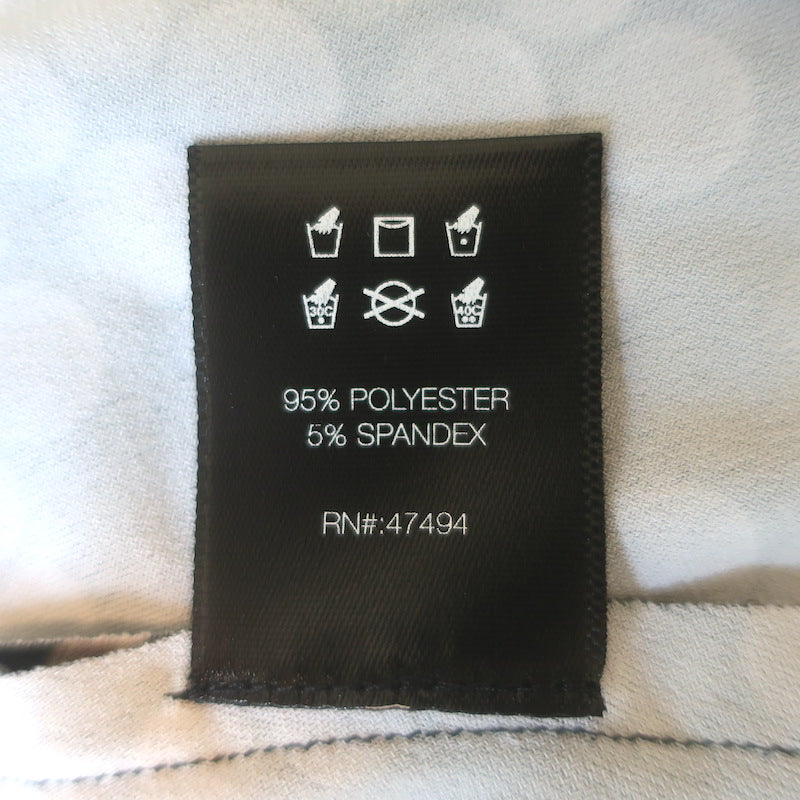 30C 40C
95% POLYESTER
5% SPANDEX
RN#:47494